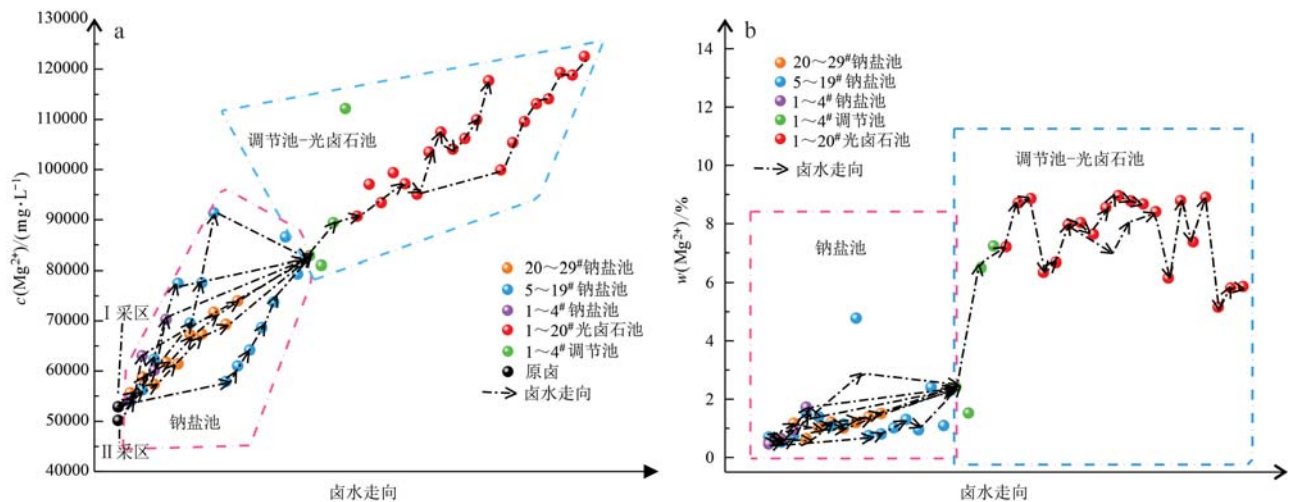 a
130000
120000
110000
100000
90000
80000
70000
60000
50000
40000
c(Mg²⁺)/(mg·L⁻¹)
调节池-光卤石池
Ⅰ采区
钠盐池
Ⅱ采区
20～29#钠盐池
5～19#钠盐池
1～4#钠盐池
1～20#光卤石池
1～4#调节池
原卤
卤水走向
卤水走向
b
14
12
10
8
6
4
2
0
w(Mg²⁺)/%
20～29#钠盐池
5～19#钠盐池
1～4#钠盐池
1～4#调节池
1～20#光卤石池
卤水走向
调节池-光卤石池
钠盐池
卤水走向